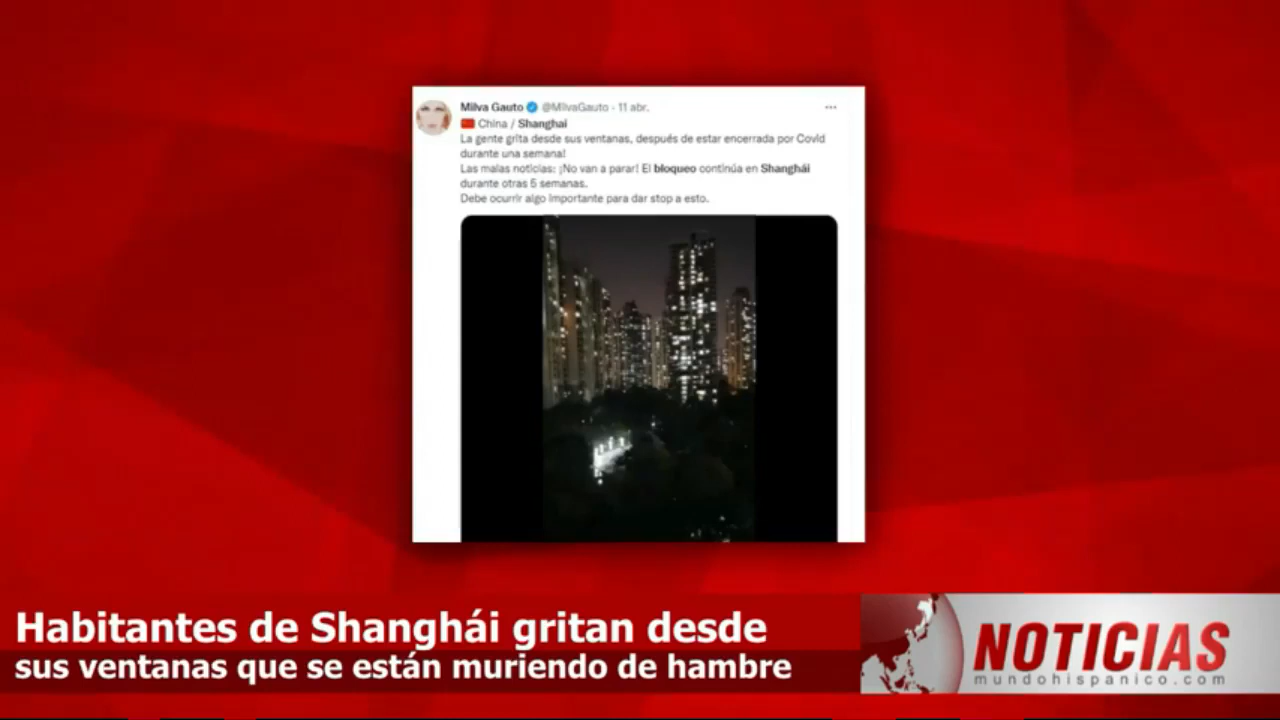 Milva Gauto @MilvaGauto · 11 abr.
China / Shanghai
La gente grita desde sus ventanas, después de estar encerrada por Covid
durante una semana!
Las malas noticias: ¡No van a parar! El bloqueo continúa en Shanghái
durante otras 5 semanas.
Debe ocurrir algo importante para dar stop a esto.
Habitantes de Shanghái gritan desde
sus ventanas que se están muriendo de hambre
NOTICIAS
mundohispanico.com